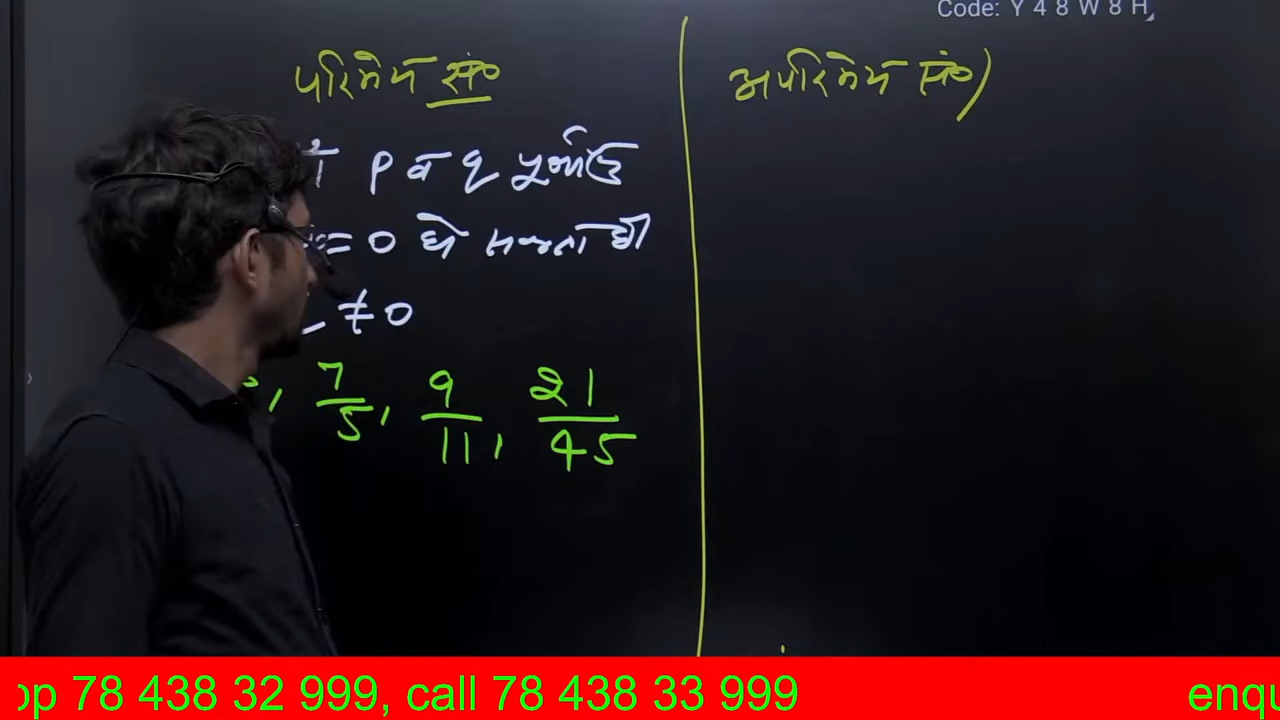 Code: Y 4 8 W 8 H
परिमेय सं०
अपरिमेय सं०)
P व q पूर्णांक
= 0 हो सकता है
≠ 0
, 7/5, 9/11, 21/45
pp 78 438 32 999, call 78 438 33 999
enqu